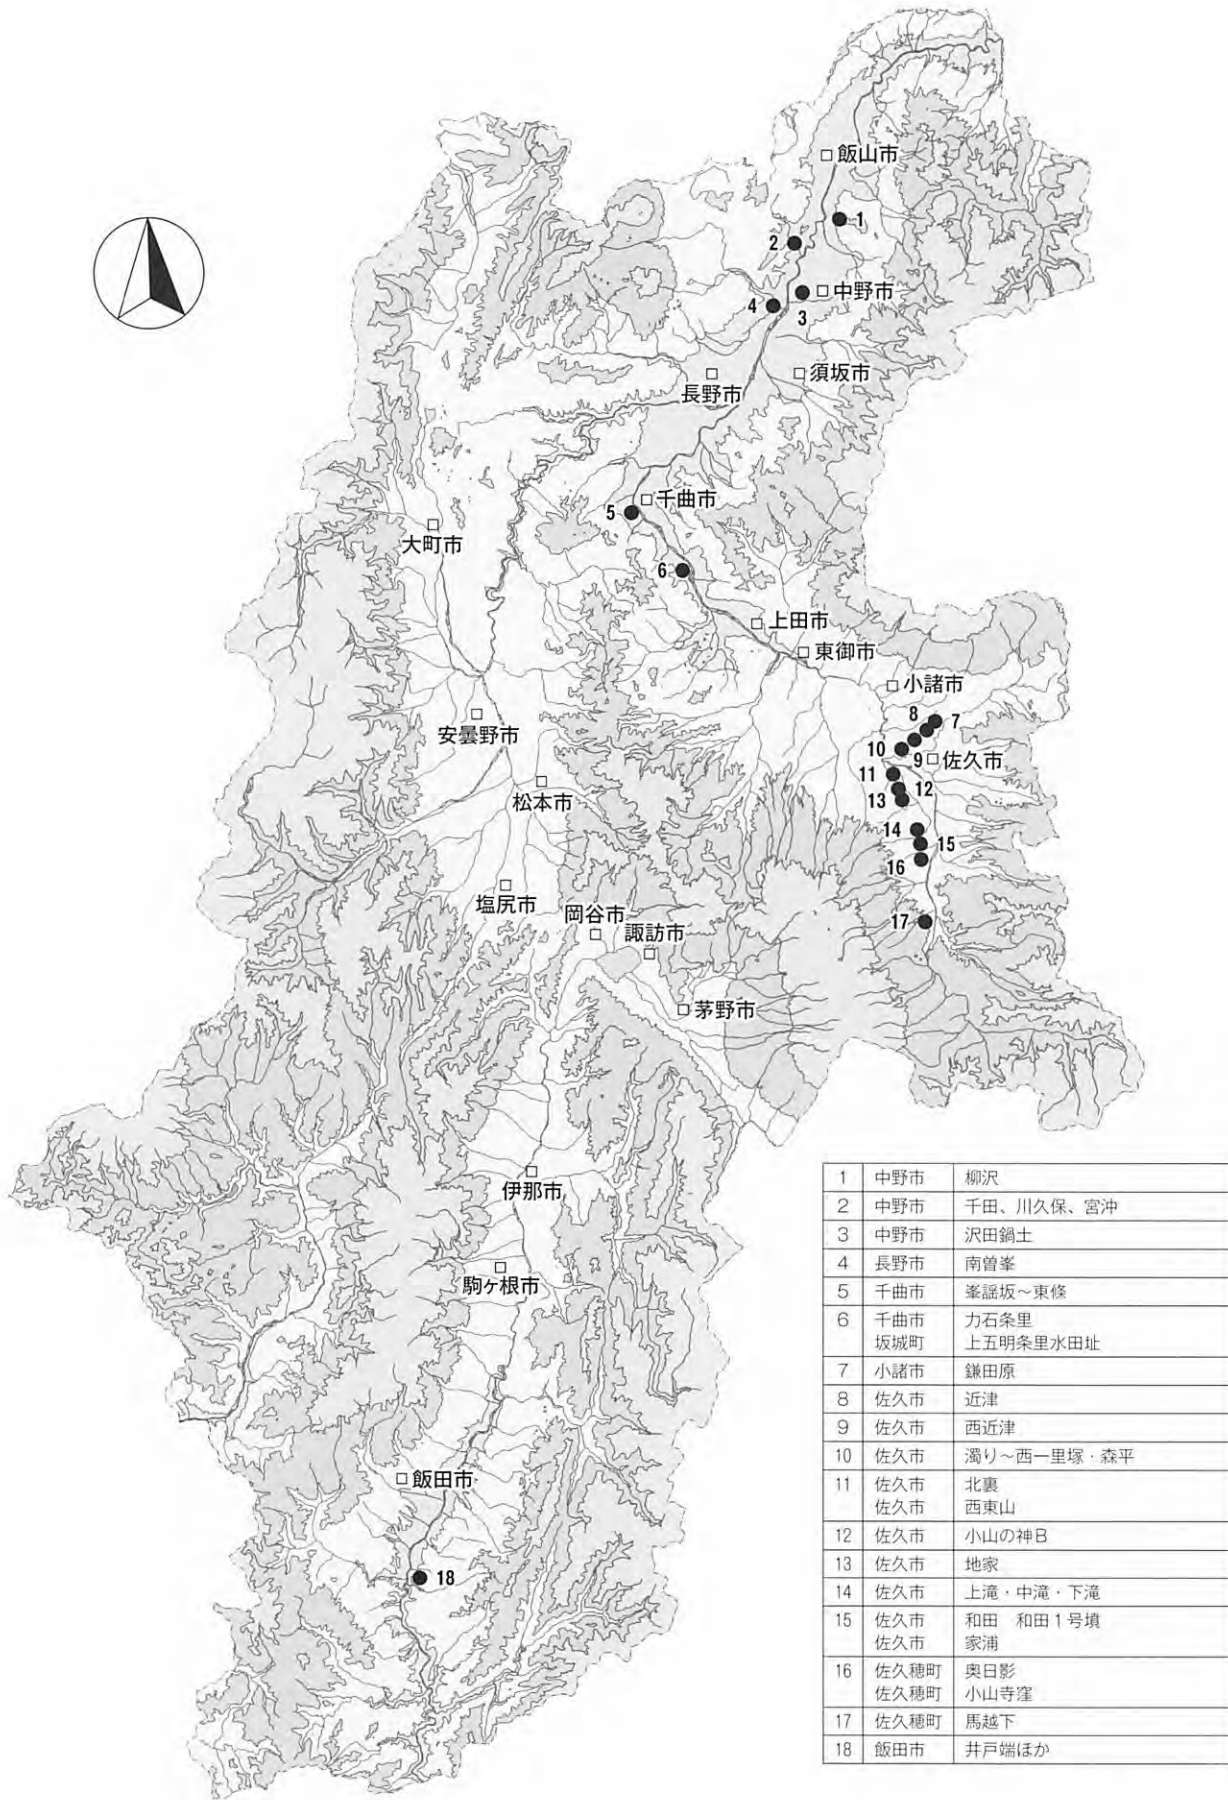 飯山市
1
2
中野市
3
4
長野市
須坂市
千曲市
5
大町市
6
上田市
東御市
小諸市
8
7
安曇野市
10
9
佐久市
11
松本市
12
13
14
15
16
塩尻市
岡谷市
諏訪市
17
茅野市
伊那市
駒ヶ根市
飯田市
18
1 中野市 柳沢
2 中野市 千田、川久保、宮沖
3 中野市 沢田鍋土
4 長野市 南曽峯
5 千曲市 峯謡坂～東條
6 千曲市 力石条里
坂城町 上五明条里水田址
7 小諸市 鎌田原
8 佐久市 近津
9 佐久市 西近津
10 佐久市 濁り～西一里塚・森平
11 佐久市 北裏
佐久市 西東山
12 佐久市 小山の神B
13 佐久市 地家
14 佐久市 上滝・中滝・下滝
15 佐久市 和田 和田1号墳
佐久市 家浦
16 佐久穂町 奥日影
佐久穂町 小山寺窪
17 佐久穂町 馬越下
18 飯田市 井戸端ほか